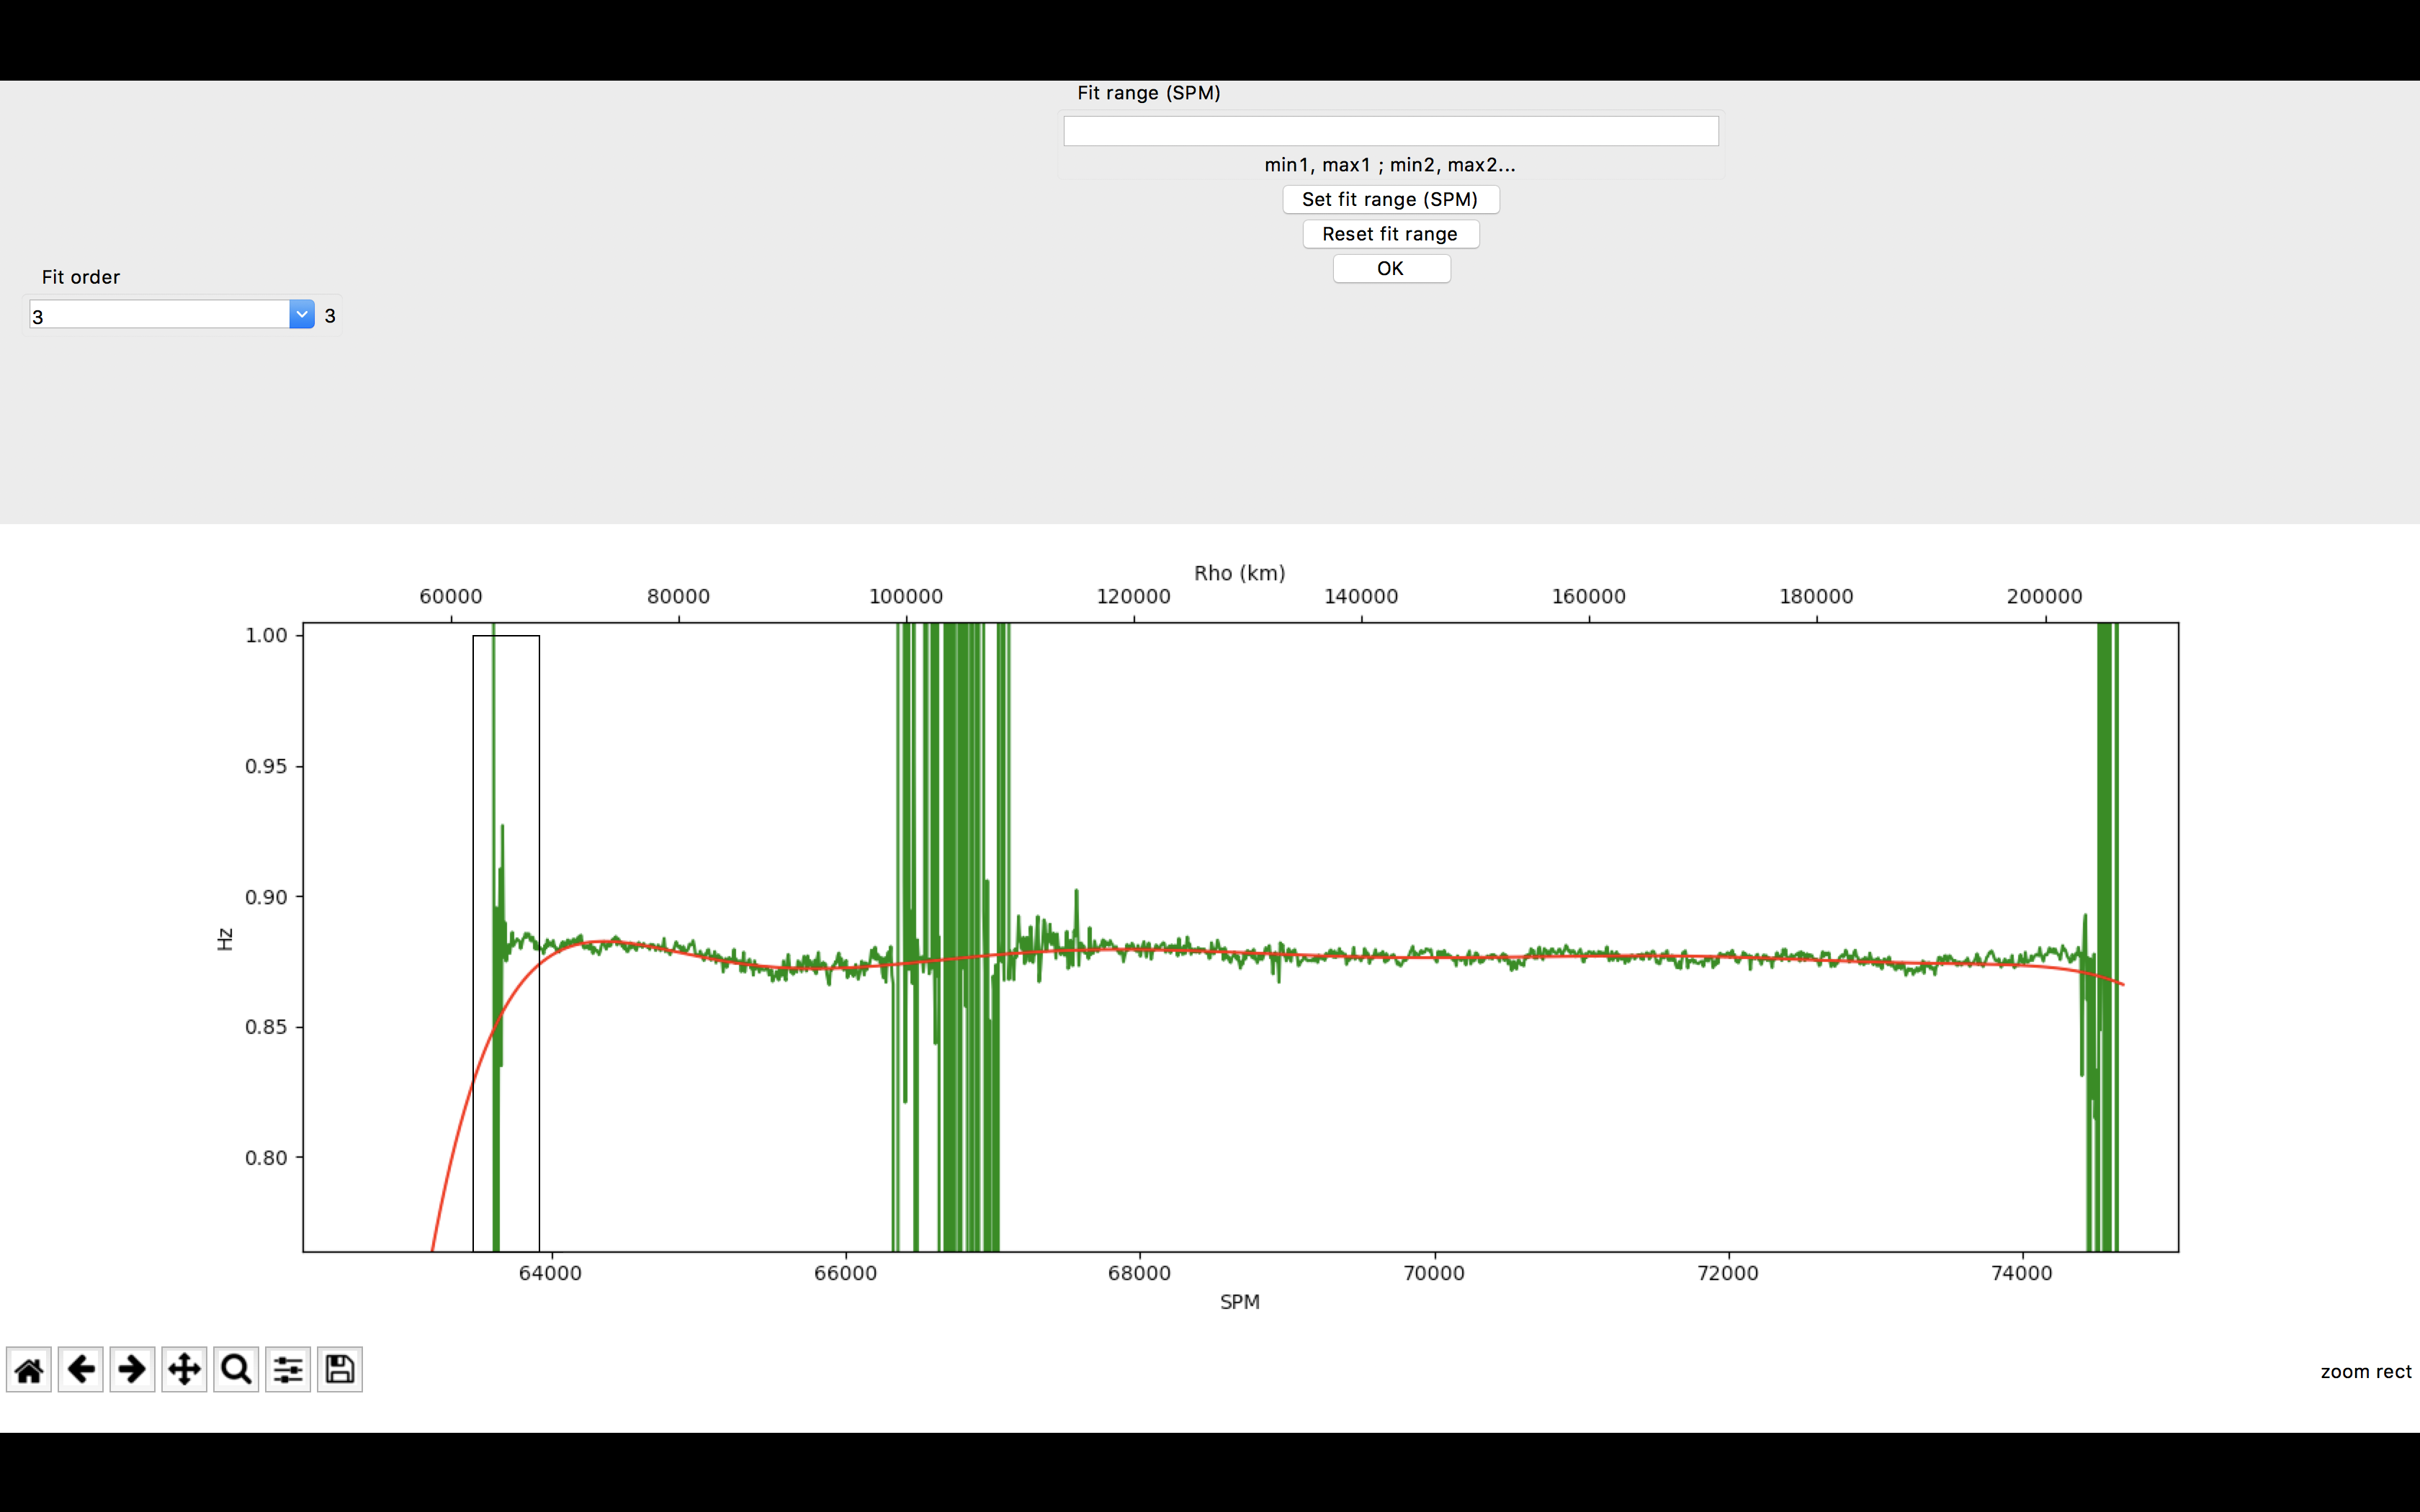 Fit range (SPM)
min1, max1 ; min2, max2...
Set fit range (SPM)
Reset fit range
OK
Fit order
3 3
Rho (km)
60000 80000 100000 120000 140000 160000 180000 200000
1.00
0.95
0.90
Hz
0.85
0.80
64000 66000 68000 70000 72000 74000
SPM
zoom rect